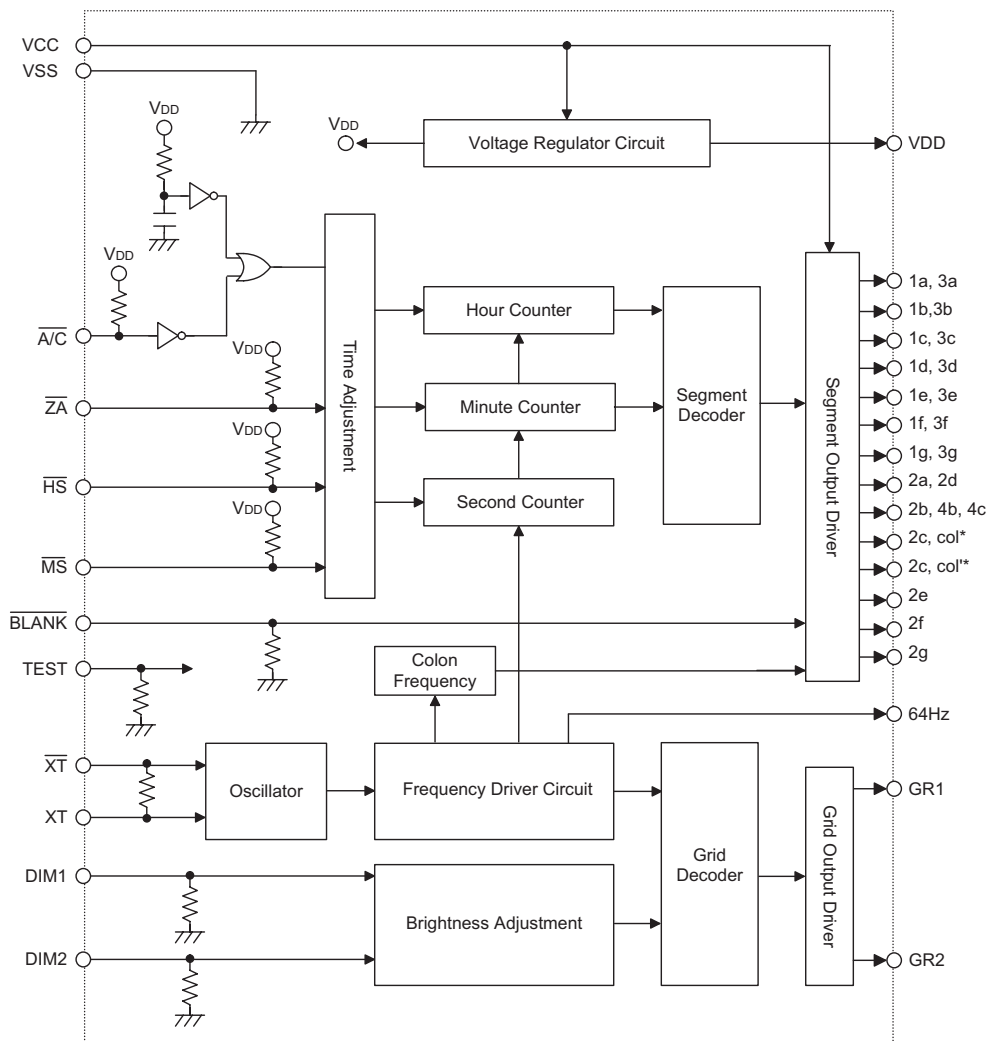 VCC
VSS
VDD
VDD
Voltage Regulator Circuit
VDD
VDD
A/C
VDD
ZA
VDD
HS
VDD
MS
Time Adjustment
Hour Counter
Minute Counter
Second Counter
Segment
Decoder
Segment Output Driver
1a, 3a
1b,3b
1c, 3c
1d, 3d
1e, 3e
1f, 3f
1g, 3g
2a, 2d
2b, 4b, 4c
2c, col*
2c, col'*
2e
2f
2g
BLANK
TEST
Colon
Frequency
64Hz
XT
XT
Oscillator
Frequency Driver Circuit
Grid
Decoder
Grid Output Driver
GR1
GR2
DIM1
DIM2
Brightness Adjustment